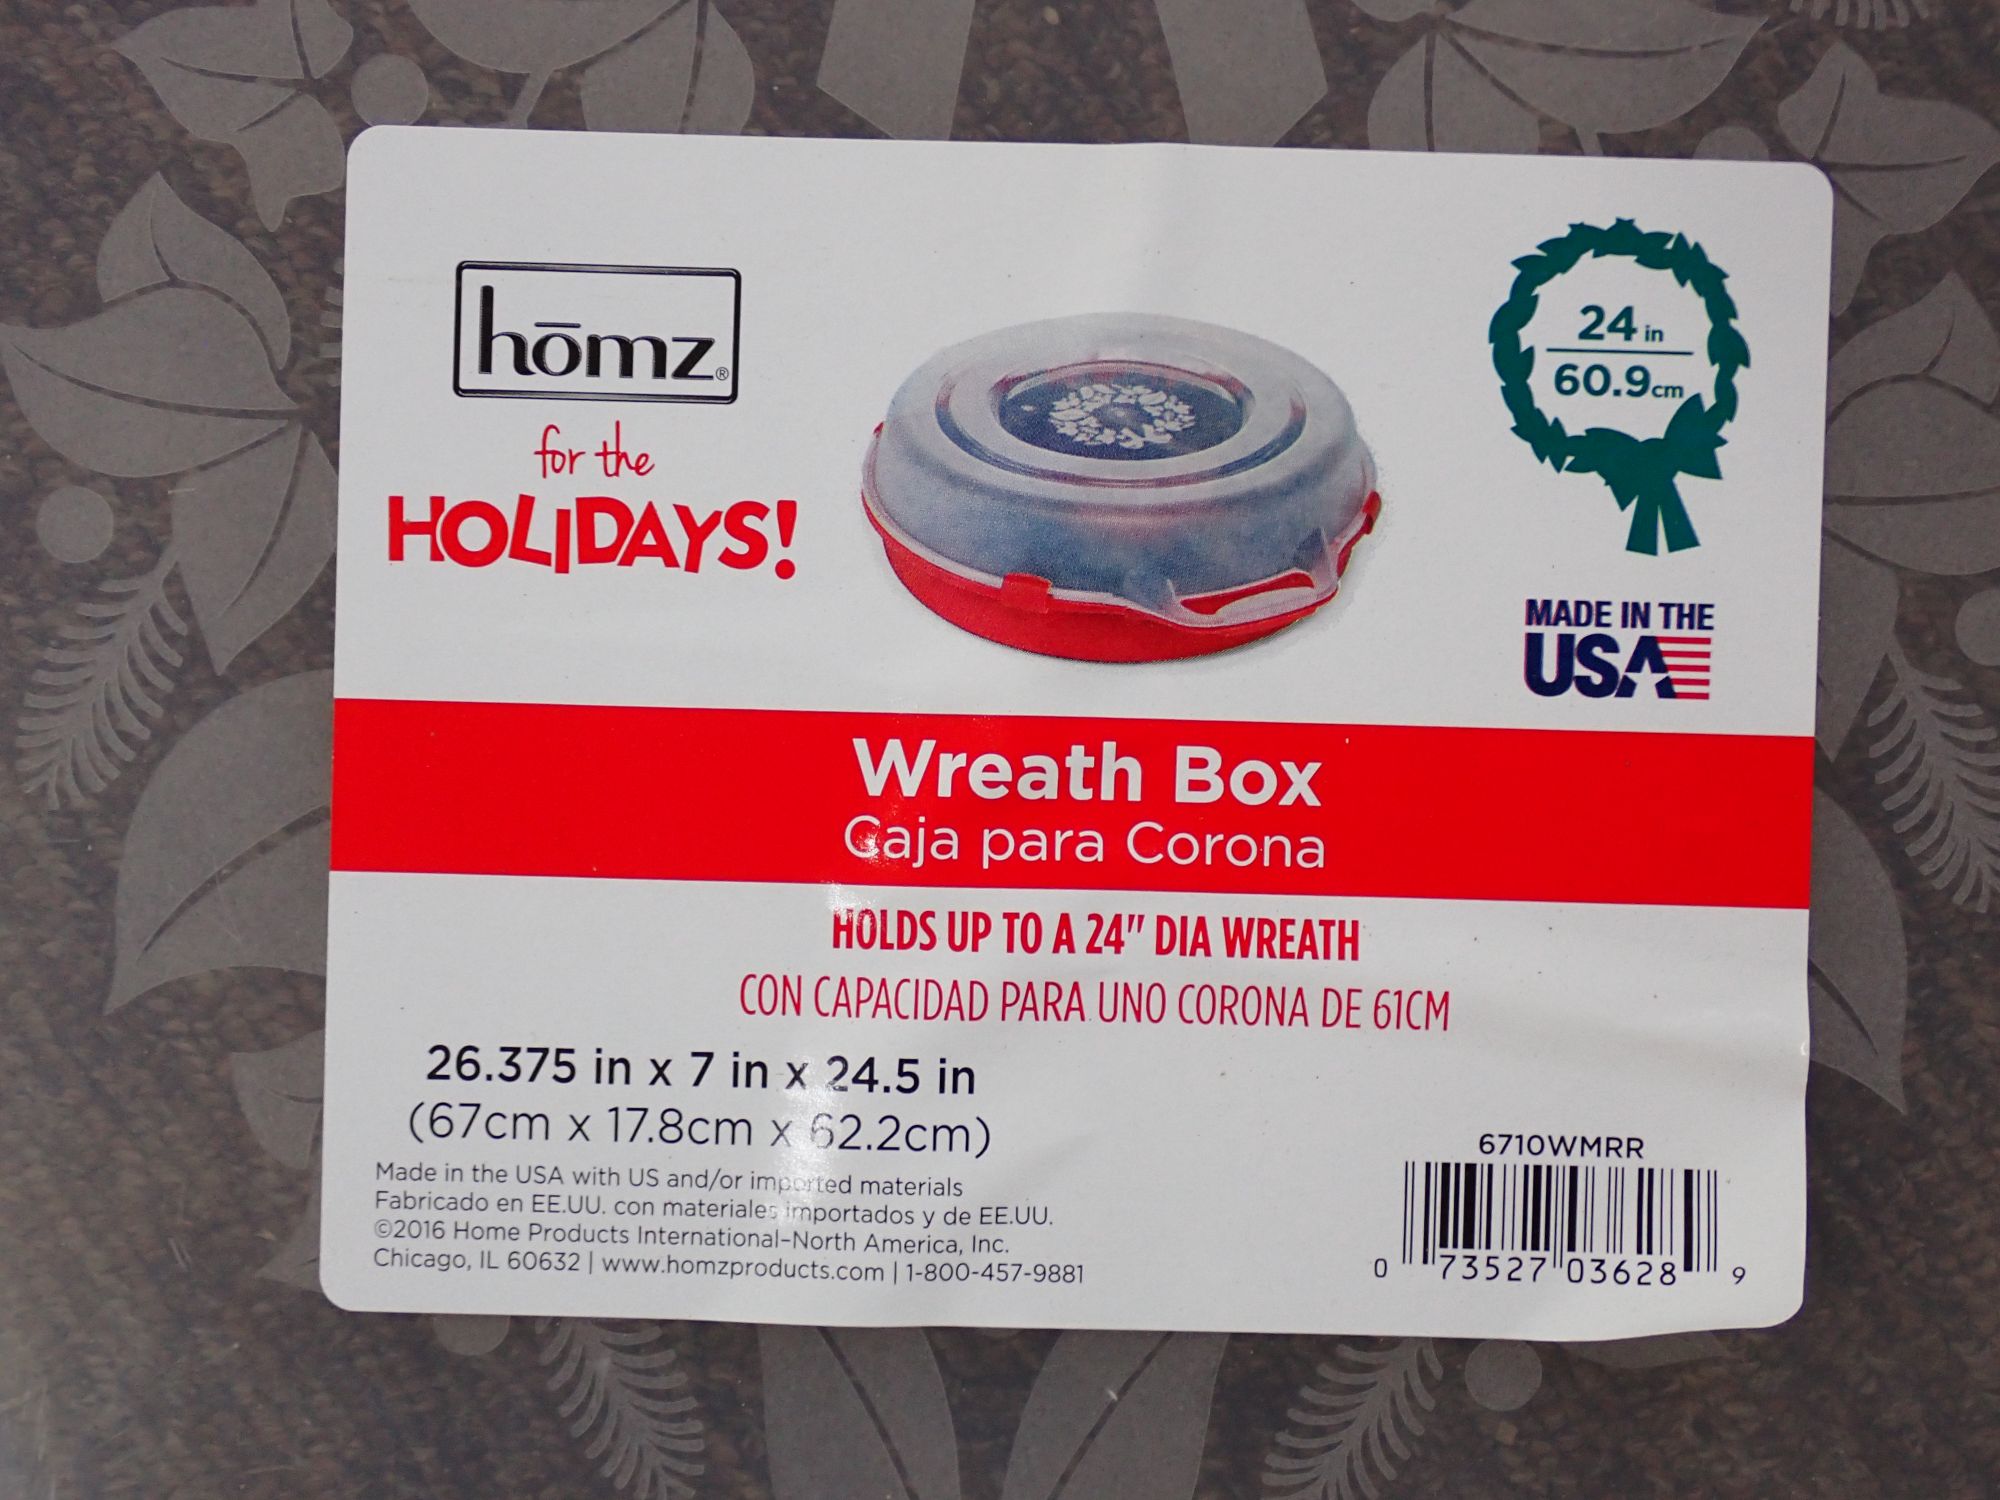 hōmz®
for the
HOLIDAYS!
24 in
60.9cm
MADE IN THE
USA
Wreath Box
Caja para Corona
HOLDS UP TO A 24" DIA WREATH
CON CAPACIDAD PARA UNO CORONA DE 61CM
26.375 in x 7 in x 24.5 in
(67cm x 17.8cm x 62.2cm)
Made in the USA with US and/or imported materials
Fabricado en EE.UU. con materiales importados y de EE.UU.
©2016 Home Products International-North America, Inc.
Chicago, IL 60632 | www.homzproducts.com | 1-800-457-9881
6710WMRR
0 73527 03628 9